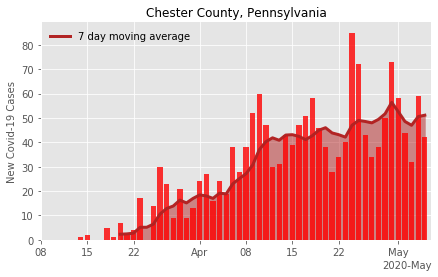 Chester County, Pennsylvania
7 day moving average
New Covid-19 Cases
80
70
60
50
40
30
20
10
0
08
15
22
Apr
08
15
22
May
2020-May